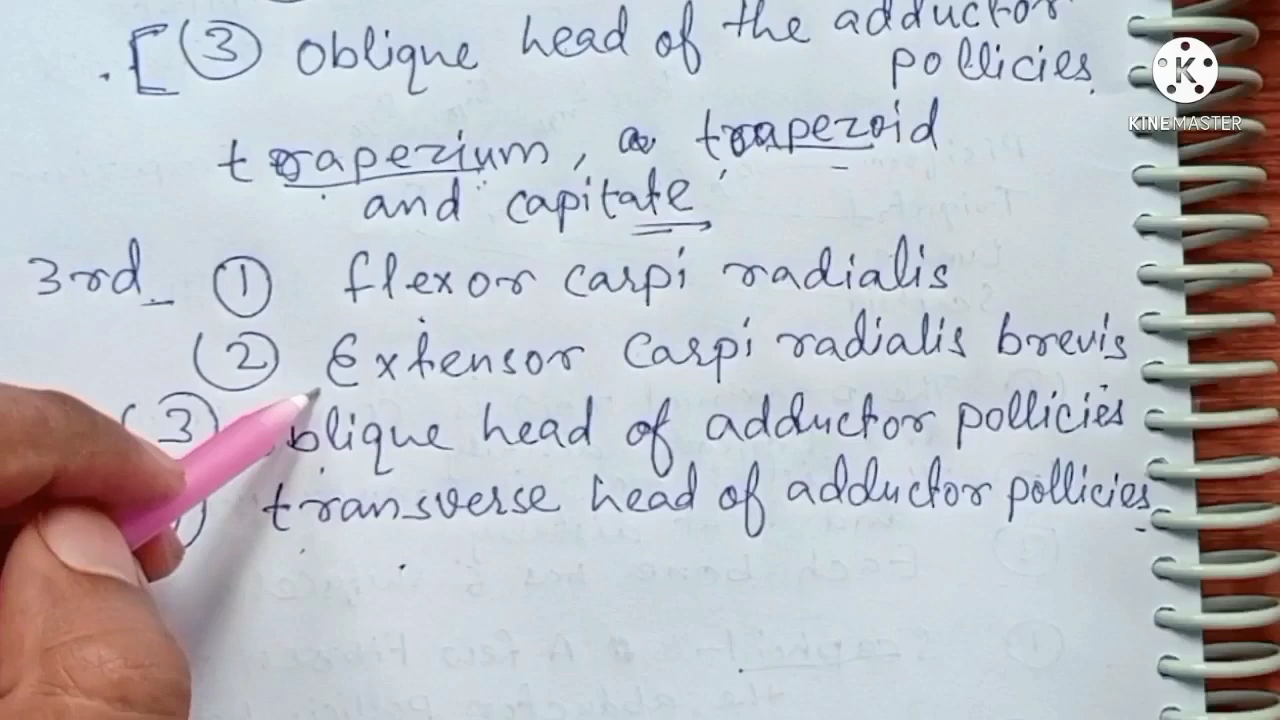 . [ (3) Oblique head of the adductor
pollicies.
trapezium, a trapezoid
and capitate
3rd - (1) flexor carpi radialis
(2) Extensor carpi radialis brevis
(3) oblique head of adductor pollicies
transverse head of adductor pollicies.
K
KINEMASTER